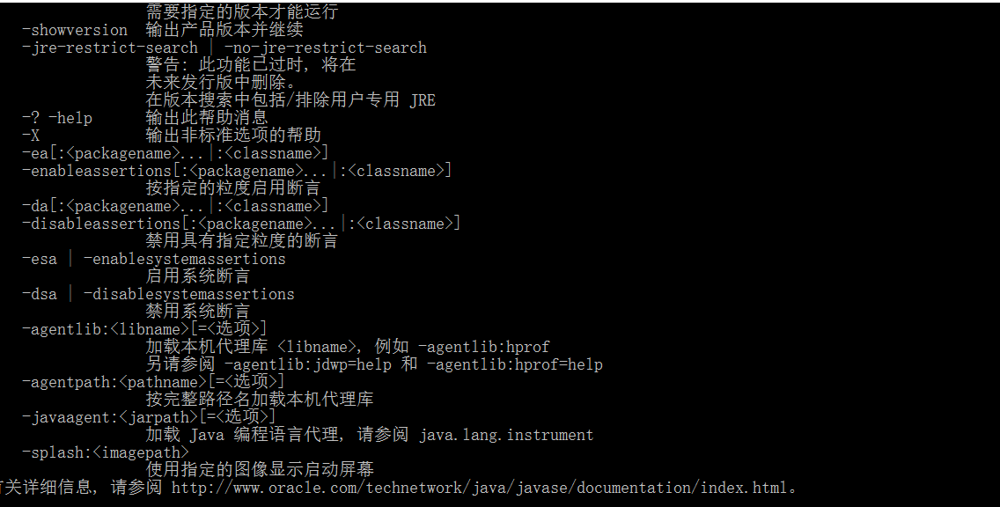 需要指定的版本才能运行
-showversion 输出产品版本并继续
-jre-restrict-search | -no-jre-restrict-search
警告: 此功能已过时, 将在
未来发行版中删除。
在版本搜索中包括/排除用户专用 JRE
-? -help 输出此帮助消息
-X 输出非标准选项的帮助
-ea[:<packagename>...|:<classname>]
-enableassertions[:<packagename>...|:<classname>]
按指定的粒度启用断言
-da[:<packagename>...|:<classname>]
-disableassertions[:<packagename>...|:<classname>]
禁用具有指定粒度的断言
-esa | -enablesystemassertions
启用系统断言
-dsa | -disablesystemassertions
禁用系统断言
-agentlib:<libname>[=<选项>]
加载本机代理库 <libname>, 例如 -agentlib:hprof
另请参阅 -agentlib:jdwp=help 和 -agentlib:hprof=help
-agentpath:<pathname>[=<选项>]
按完整路径名加载本机代理库
-javaagent:<jarpath>[=<选项>]
加载 Java 编程语言代理, 请参阅 java.lang.instrument
-splash:<imagepath>
使用指定的图像显示启动屏幕
有关详细信息, 请参阅 http://www.oracle.com/technetwork/java/javase/documentation/index.html。